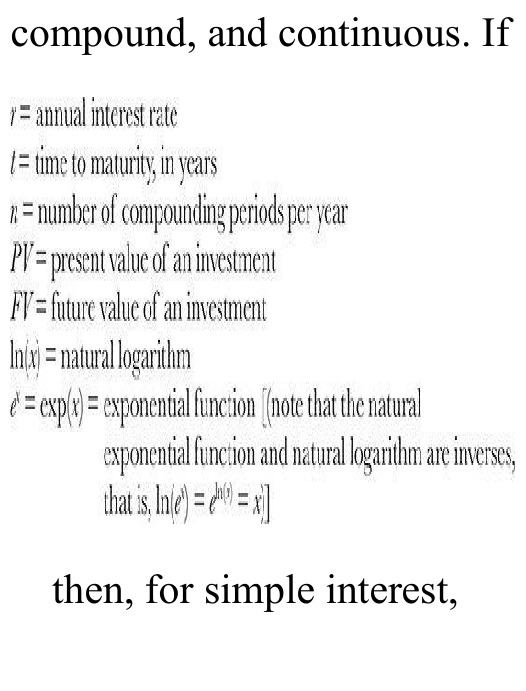 compound, and continuous. If
r = annual interest rate
t = time to maturity, in years
n = number of compounding periods per year
PV = present value of an investment
FV = future value of an investment
ln(x) = natural logarithm
eˣ = exp(x) = exponential function [(note that the natural
exponential function and natural logarithm are inverses,
that is, ln(eˣ) = e^ln(x) = x)]
then, for simple interest,